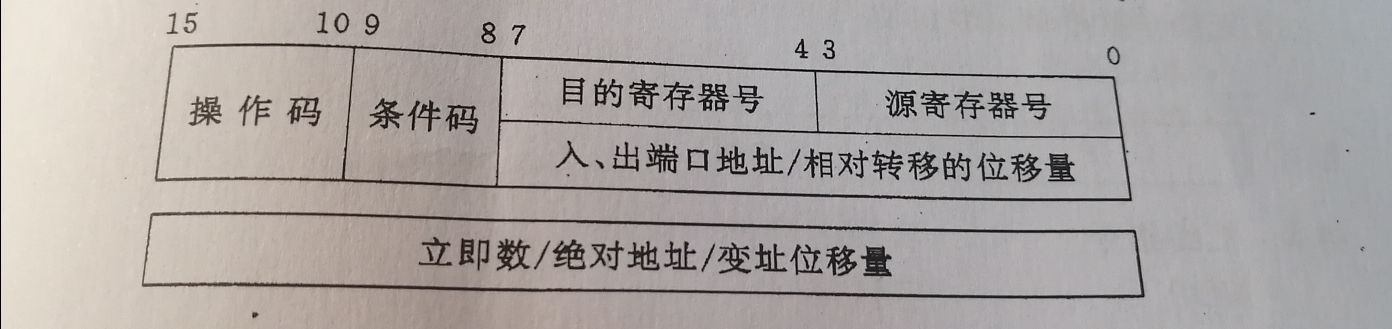 15 10 9 8 7 4 3 0
操作码 条件码 目的寄存器号 源寄存器号
入、出端口地址/相对转移的位移量
立即数/绝对地址/变址位移量